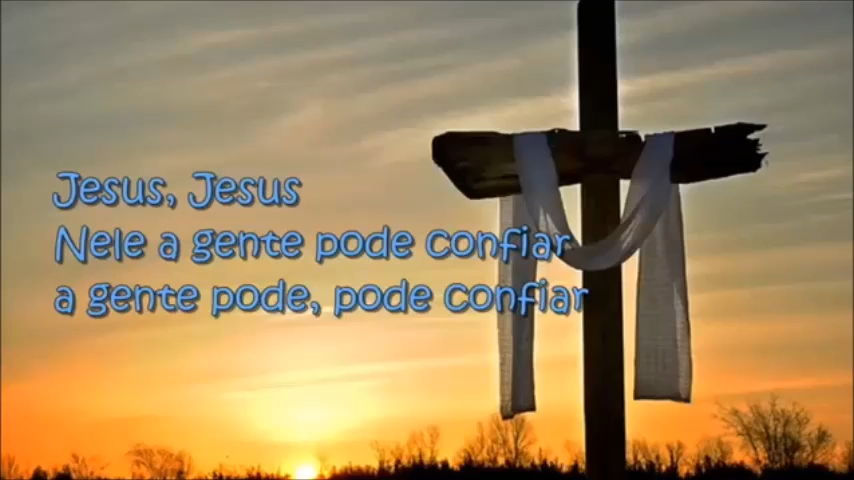 Jesus, Jesus
Nele a gente pode confiar
a gente pode, pode confiar